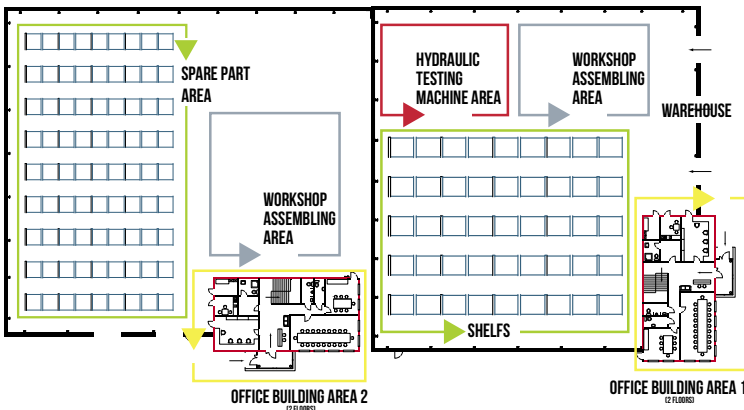 SPARE PART
AREA
WORKSHOP
ASSEMBLING
AREA
OFFICE BUILDING AREA 2
(2 FLOORS)
HYDRAULIC
TESTING
MACHINE AREA
WORKSHOP
ASSEMBLING
AREA
WAREHOUSE
SHELFS
OFFICE BUILDING AREA 1
(2 FLOORS)